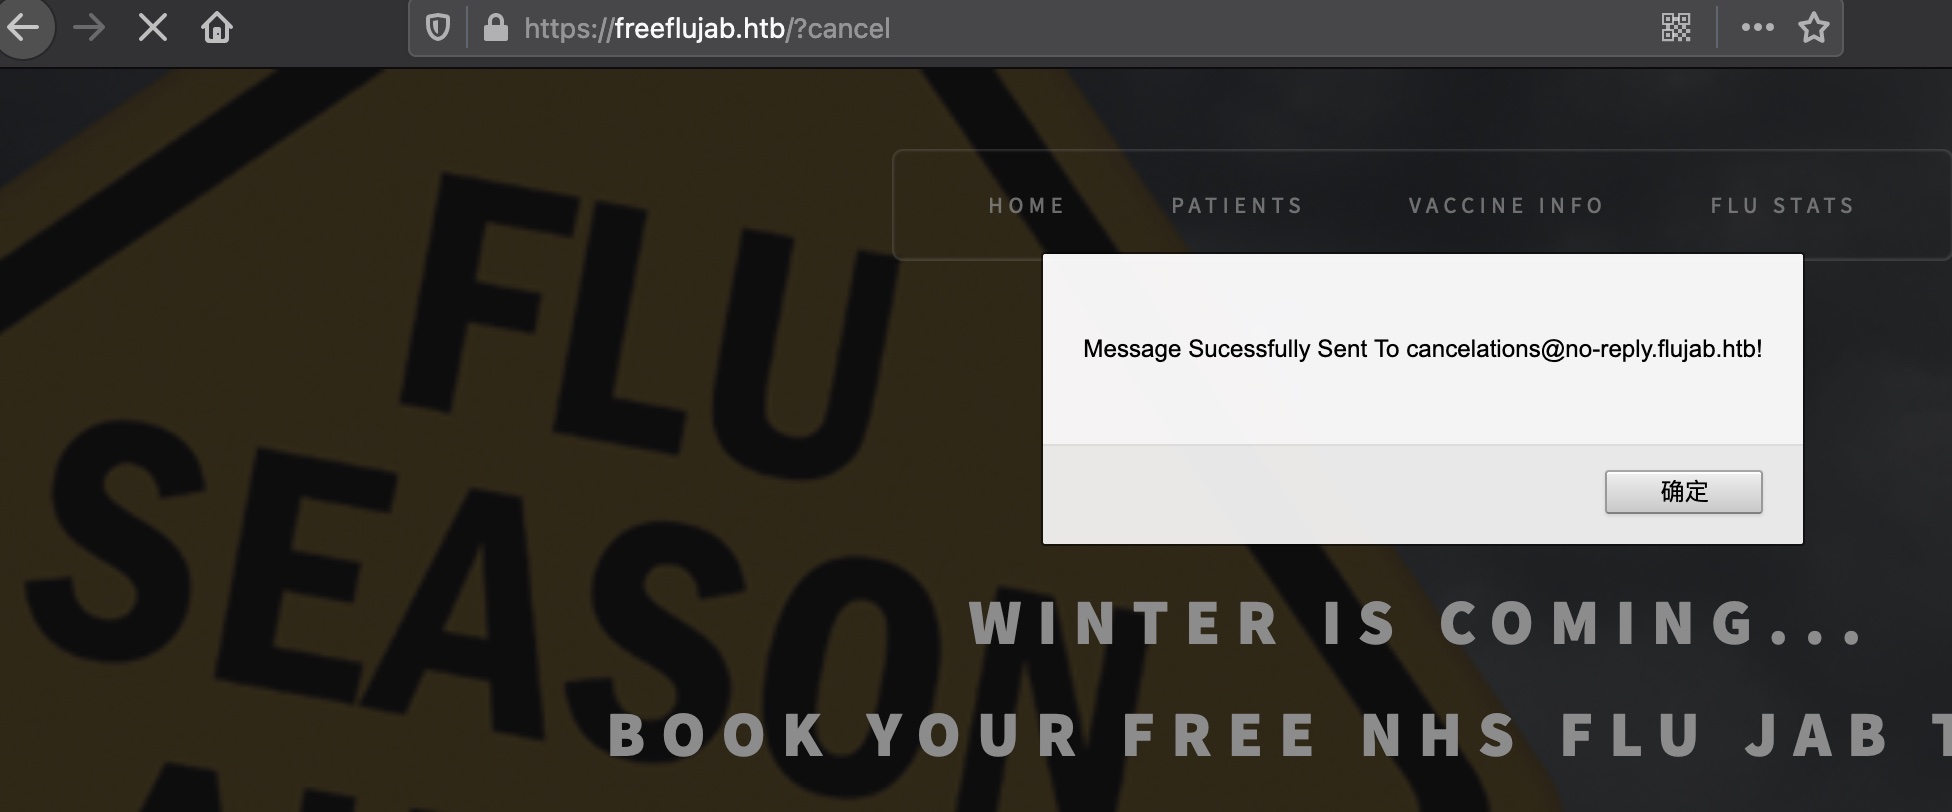 https://freeflujab.htb/?cancel
HOME PATIENTS VACCINE INFO FLU STATS
FLU
SEASON
Message Sucessfully Sent To cancelations@no-reply.flujab.htb!
确定
WINTER IS COMING...
BOOK YOUR FREE NHS FLU JAB